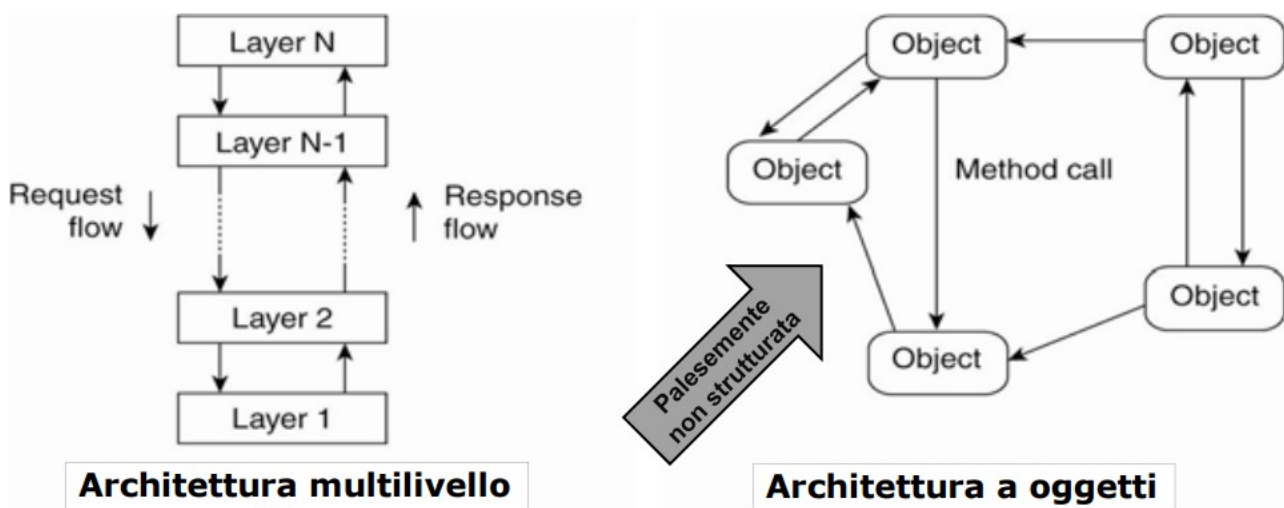 Layer N
Layer N-1
Request
flow
Response
flow
Layer 2
Layer 1
Architettura multilivello
Object
Object
Object
Method call
Object
Object
Palesemente
non strutturata
Architettura a oggetti